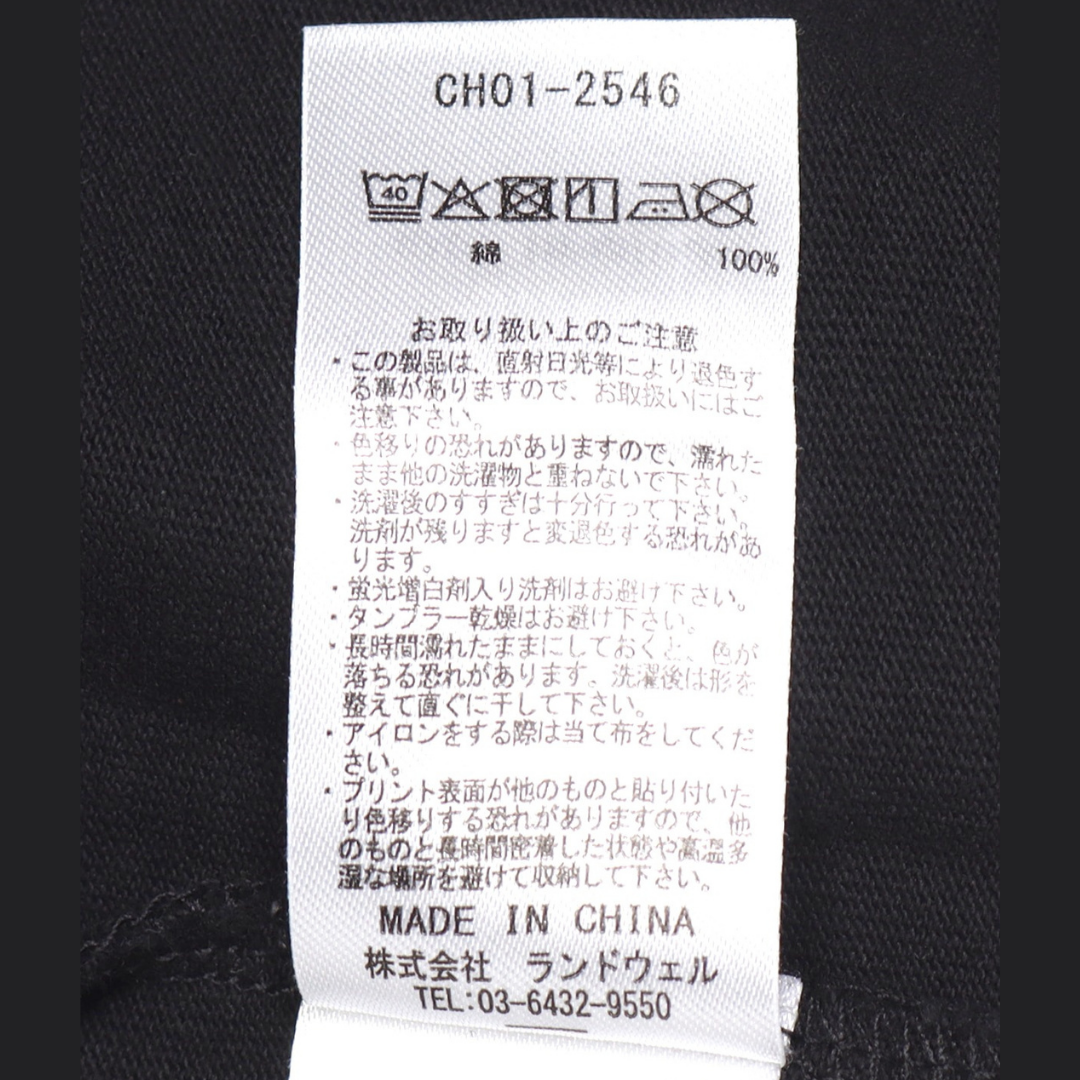 CH01-2546
40
綿 100%
お取り扱い上のご注意
・この製品は、直射日光等により退色す
る事がありますので、お取扱いにはご
注意下さい。
・色移りの恐れがありますので、濡れた
まま他の洗濯物と重ねないで下さい。
・洗濯後のすすぎは十分行って下さい。
洗剤が残りますと変退色する恐れがあ
ります。
・蛍光増白剤入り洗剤はお避け下さい。
・タンブラー乾燥はお避け下さい。
・長時間濡れたままにしておくと、色が
落ちる恐れがあります。洗濯後は形を
整えて直ぐに干して下さい。
・アイロンをする際は当て布をしてくだ
さい。
・プリント表面が他のものと貼り付いた
り色移りする恐れがありますので、他
のものと長時間密着した状態や高温多
湿な場所を避けて収納して下さい。
MADE IN CHINA
株式会社 ランドウェル
TEL:03-6432-9550